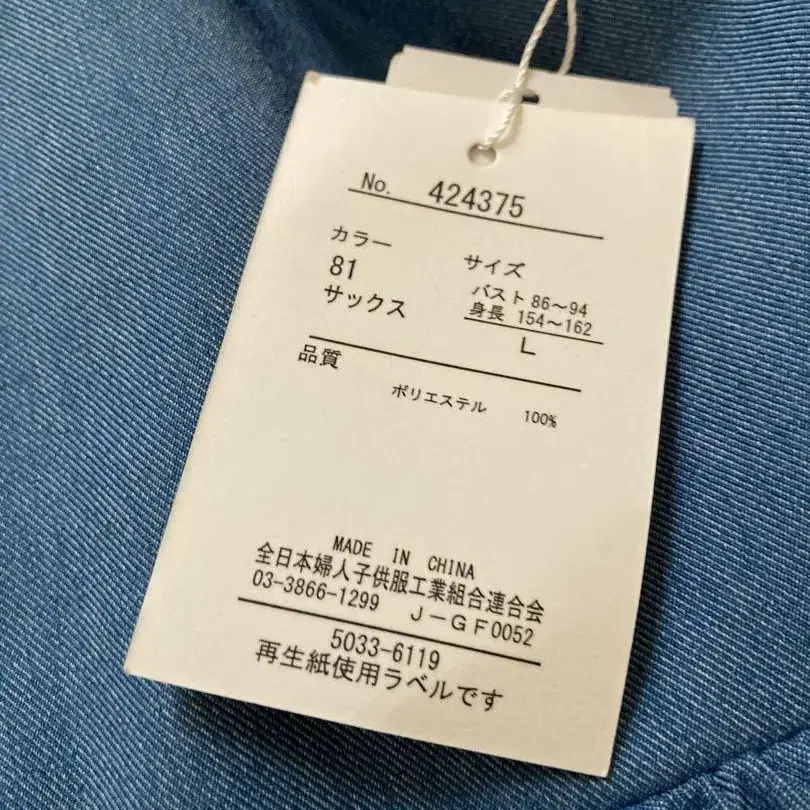 No. 424375
カラー
81
サックス
サイズ
バスト 86～94
身長 154～162
L
品質
ポリエステル 100%
MADE IN CHINA
全日本婦人子供服工業組合連合会
03-3866-1299 J-GF0052
5033-6119
再生紙使用ラベルです